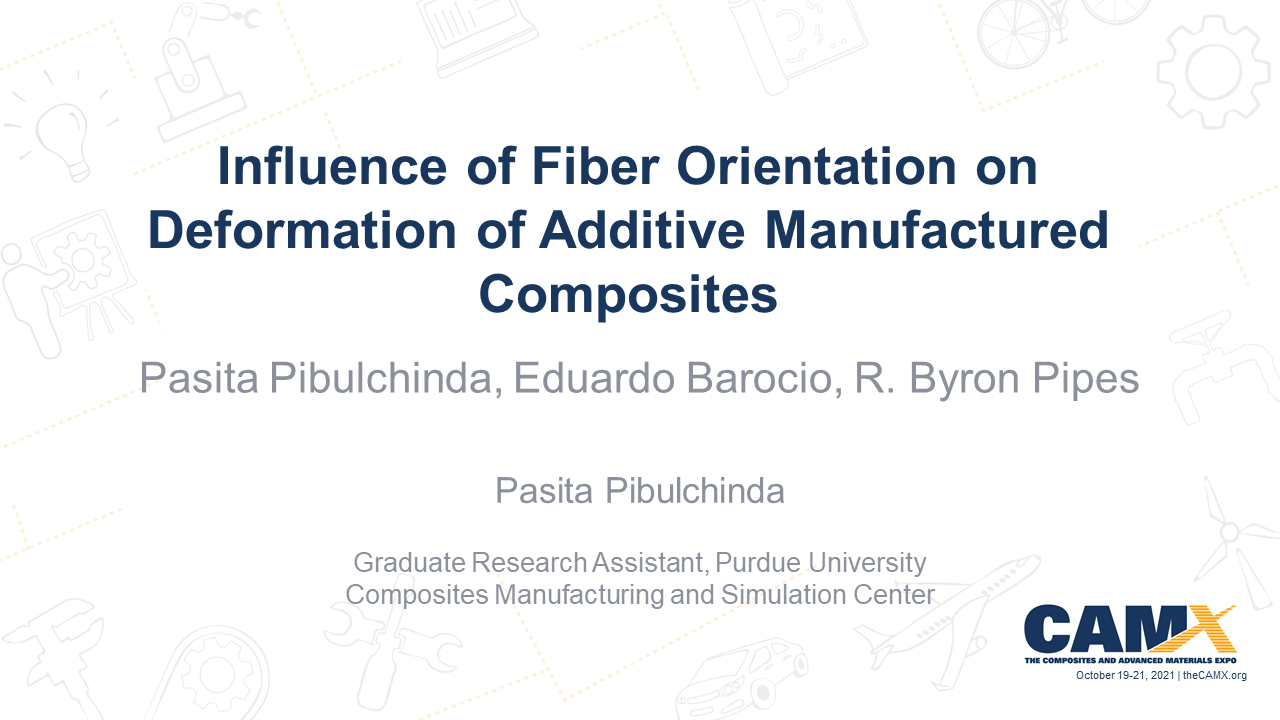 Influence of Fiber Orientation on
Deformation of Additive Manufactured
Composites
Pasita Pibulchinda, Eduardo Barocio, R. Byron Pipes
Pasita Pibulchinda
Graduate Research Assistant, Purdue University
Composites Manufacturing and Simulation Center
CAMX
THE COMPOSITES AND ADVANCED MATERIALS EXPO
October 19-21, 2021 | theCAMX.org